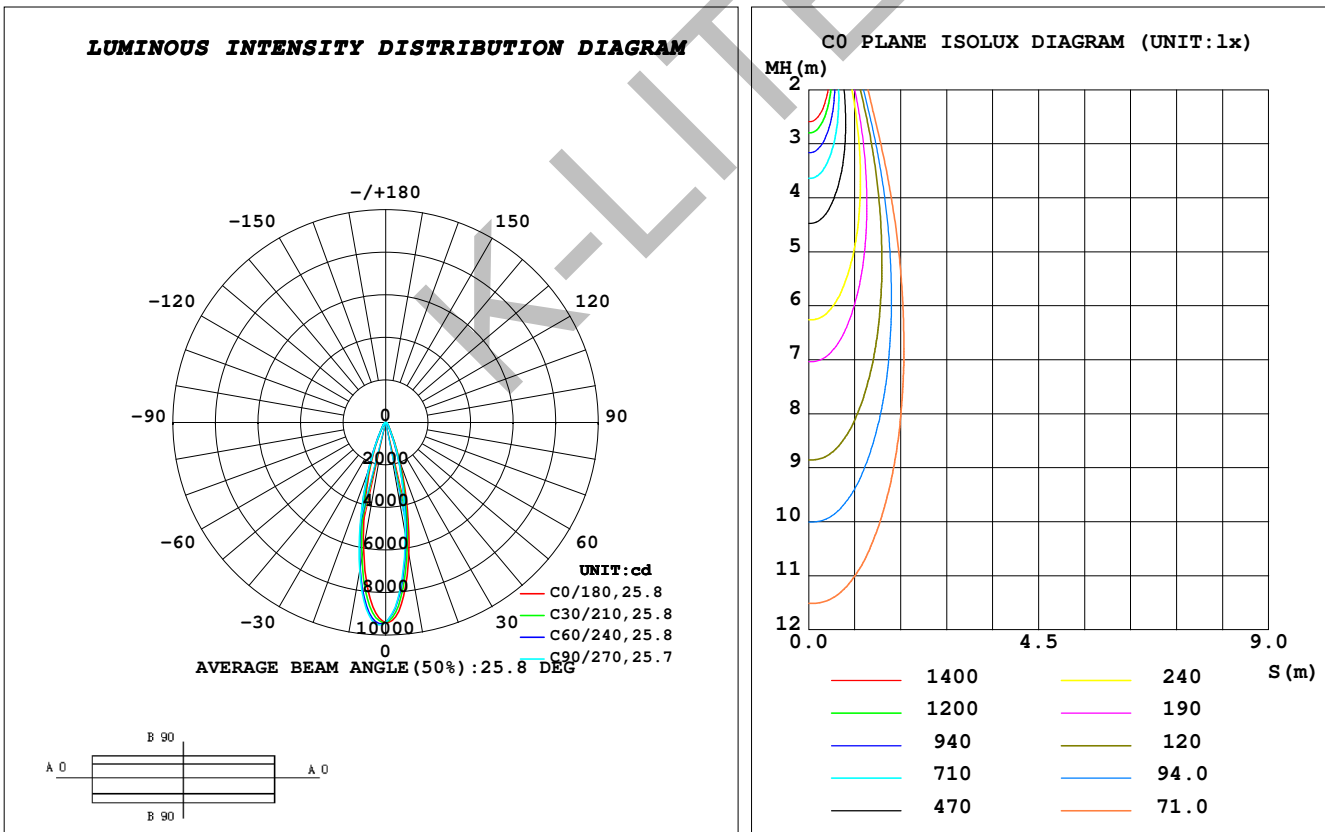 LUMINOUS INTENSITY DISTRIBUTION DIAGRAM
-/+180
-150 150
-120 120
-90 90
-60 60
-30 30
0
2000
4000
6000
8000
10000
0
UNIT:cd
C0/180,25.8
C30/210,25.8
C60/240,25.8
C90/270,25.7
AVERAGE BEAM ANGLE(50%):25.8 DEG
B 90
A 0 A 0
B 90
C0 PLANE ISOLUX DIAGRAM (UNIT:lx)
MH(m)
2
3
4
5
6
7
8
9
10
11
12
0.0 4.5 9.0
S(m)
1400 240
1200 190
940 120
710 94.0
470 71.0
K-LITE